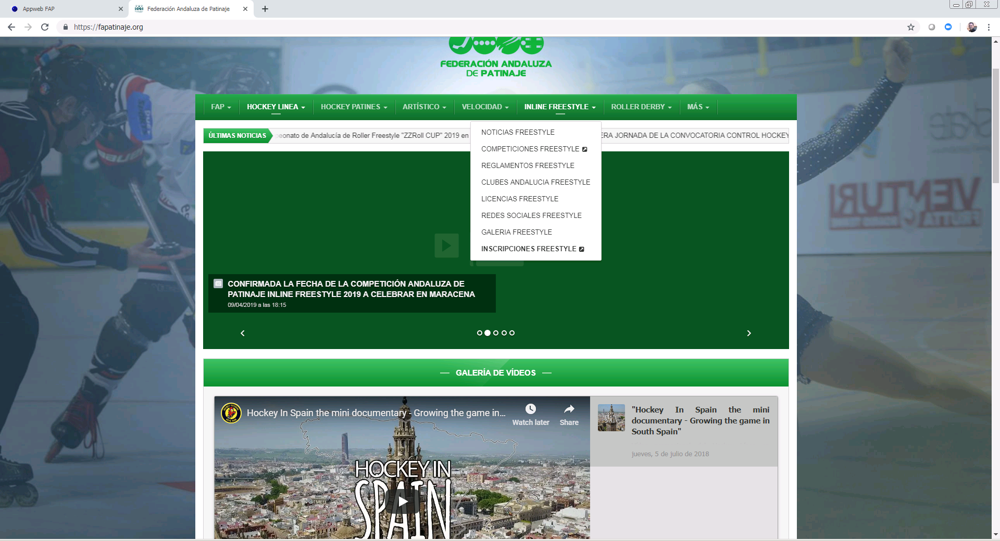 Appweb FAP
Federación Andaluza de Patinaje
https://fapatinaje.org
FEDERACIÓN ANDALUZA
DE PATINAJE
FAP
HOCKEY LINEA
HOCKEY PATINES
ARTÍSTICO
VELOCIDAD
INLINE FREESTYLE
ROLLER DERBY
MÁS
ÚLTIMAS NOTICIAS
eonato de Andalucía de Roller Freestyle "ZZRoll CUP" 2019 en
ERA JORNADA DE LA CONVOCATORIA CONTROL HOCKEY
NOTICIAS FREESTYLE
COMPETICIONES FREESTYLE
REGLAMENTOS FREESTYLE
CLUBES ANDALUCIA FREESTYLE
LICENCIAS FREESTYLE
REDES SOCIALES FREESTYLE
GALERIA FREESTYLE
INSCRIPCIONES FREESTYLE
CONFIRMADA LA FECHA DE LA COMPETICIÓN ANDALUZA DE
PATINAJE INLINE FREESTYLE 2019 A CELEBRAR EN MARACENA
09/04/2019 a las 18:15
GALERÍA DE VÍDEOS
Hockey In Spain the mini documentary - Growing the game in...
Watch later
Share
HOCKEY IN
SPAIN
"Hockey In Spain the mini
documentary - Growing the game in
South Spain"
jueves, 5 de julio de 2018
VENTURI